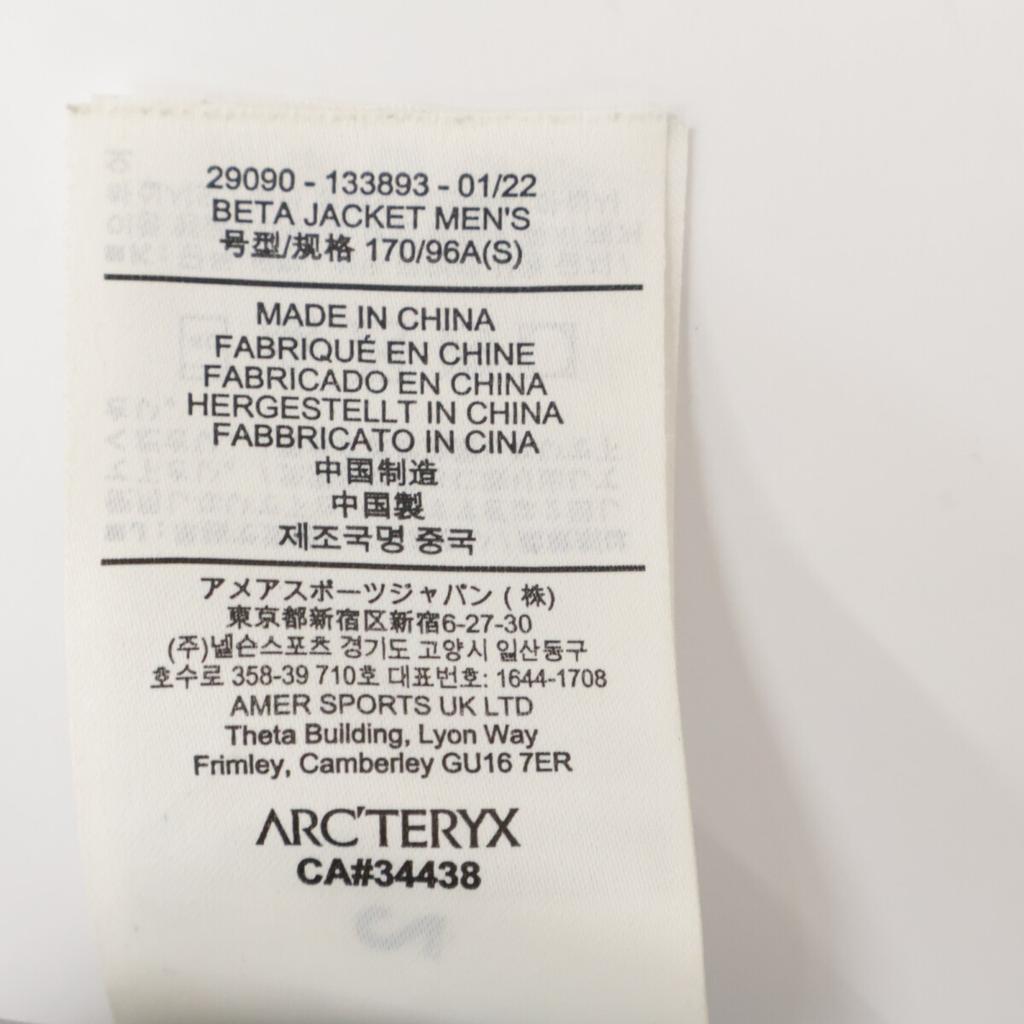 29090 - 133893 - 01/22
BETA JACKET MEN'S
号型/规格 170/96A(S)
MADE IN CHINA
FABRIQUÉ EN CHINE
FABRICADO EN CHINA
HERGESTELLT IN CHINA
FABBRICATO IN CINA
中国制造
中国製
제조국명 중국
アメアスポーツジャパン ( 株)
東京都新宿区新宿6-27-30
(주)넬슨스포츠 경기도 고양시 일산동구
호수로 358-39 710호 대표번호: 1644-1708
AMER SPORTS UK LTD
Theta Building, Lyon Way
Frimley, Camberley GU16 7ER
ARC'TERYX
CA#34438